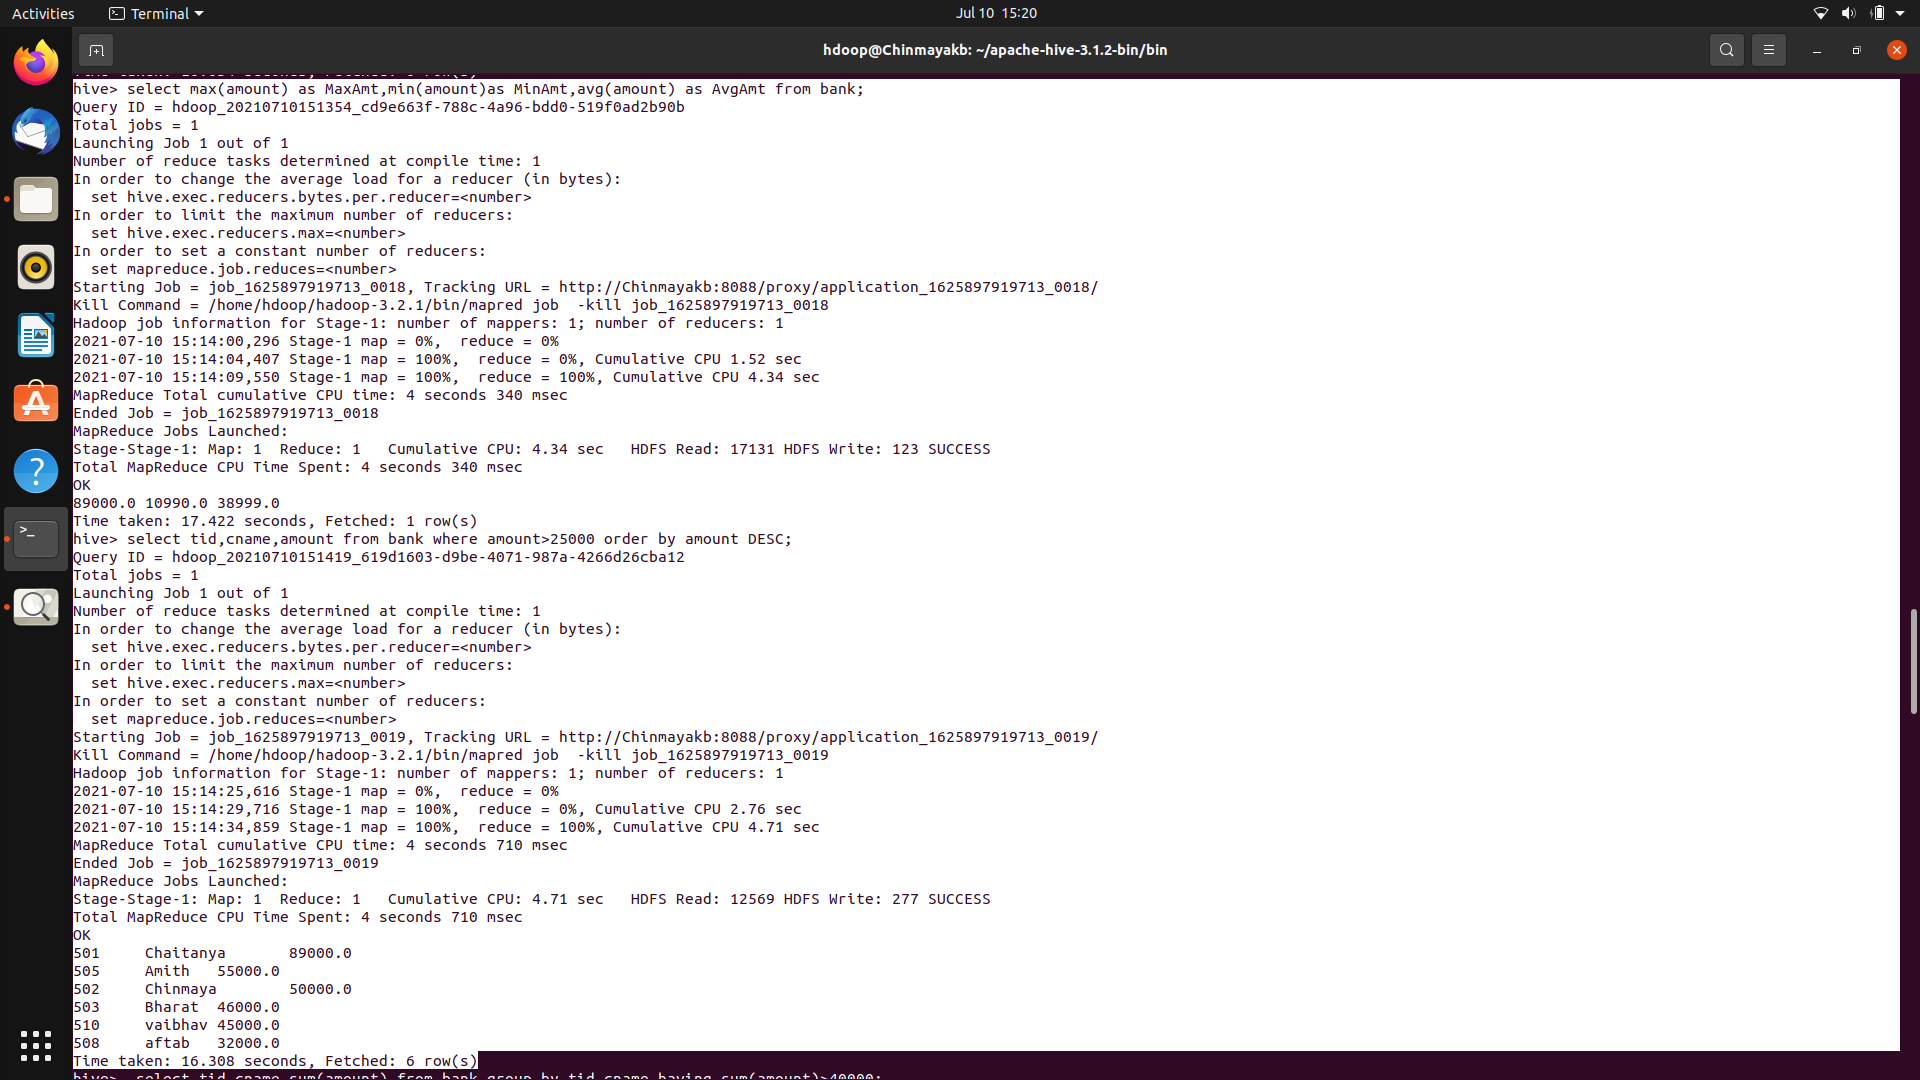 Activities
Terminal
Jul 10 15:20
hdoop@Chinmayakb: ~/apache-hive-3.1.2-bin/bin
hive> select max(amount) as MaxAmt,min(amount)as MinAmt,avg(amount) as AvgAmt from bank;
Query ID = hdoop_20210710151354_cd9e663f-788c-4a96-bdd0-519f0ad2b90b
Total jobs = 1
Launching Job 1 out of 1
Number of reduce tasks determined at compile time: 1
In order to change the average load for a reducer (in bytes):
  set hive.exec.reducers.bytes.per.reducer=<number>
In order to limit the maximum number of reducers:
  set hive.exec.reducers.max=<number>
In order to set a constant number of reducers:
  set mapreduce.job.reduces=<number>
Starting Job = job_1625897919713_0018, Tracking URL = http://Chinmayakb:8088/proxy/application_1625897919713_0018/
Kill Command = /home/hdoop/hadoop-3.2.1/bin/mapred job  -kill job_1625897919713_0018
Hadoop job information for Stage-1: number of mappers: 1; number of reducers: 1
2021-07-10 15:14:00,296 Stage-1 map = 0%,  reduce = 0%
2021-07-10 15:14:04,407 Stage-1 map = 100%,  reduce = 0%, Cumulative CPU 1.52 sec
2021-07-10 15:14:09,550 Stage-1 map = 100%,  reduce = 100%, Cumulative CPU 4.34 sec
MapReduce Total cumulative CPU time: 4 seconds 340 msec
Ended Job = job_1625897919713_0018
MapReduce Jobs Launched:
Stage-Stage-1: Map: 1  Reduce: 1   Cumulative CPU: 4.34 sec   HDFS Read: 17131 HDFS Write: 123 SUCCESS
Total MapReduce CPU Time Spent: 4 seconds 340 msec
OK
89000.0 10990.0 38999.0
Time taken: 17.422 seconds, Fetched: 1 row(s)
hive> select tid,cname,amount from bank where amount>25000 order by amount DESC;
Query ID = hdoop_20210710151419_619d1603-d9be-4071-987a-4266d26cba12
Total jobs = 1
Launching Job 1 out of 1
Number of reduce tasks determined at compile time: 1
In order to change the average load for a reducer (in bytes):
  set hive.exec.reducers.bytes.per.reducer=<number>
In order to limit the maximum number of reducers:
  set hive.exec.reducers.max=<number>
In order to set a constant number of reducers:
  set mapreduce.job.reduces=<number>
Starting Job = job_1625897919713_0019, Tracking URL = http://Chinmayakb:8088/proxy/application_1625897919713_0019/
Kill Command = /home/hdoop/hadoop-3.2.1/bin/mapred job  -kill job_1625897919713_0019
Hadoop job information for Stage-1: number of mappers: 1; number of reducers: 1
2021-07-10 15:14:25,616 Stage-1 map = 0%,  reduce = 0%
2021-07-10 15:14:29,716 Stage-1 map = 100%,  reduce = 0%, Cumulative CPU 2.76 sec
2021-07-10 15:14:34,859 Stage-1 map = 100%,  reduce = 100%, Cumulative CPU 4.71 sec
MapReduce Total cumulative CPU time: 4 seconds 710 msec
Ended Job = job_1625897919713_0019
MapReduce Jobs Launched:
Stage-Stage-1: Map: 1  Reduce: 1   Cumulative CPU: 4.71 sec   HDFS Read: 12569 HDFS Write: 277 SUCCESS
Total MapReduce CPU Time Spent: 4 seconds 710 msec
OK
501     Chaitanya       89000.0
505     Amith   55000.0
502     Chinmaya        50000.0
503     Bharat  46000.0
510     vaibhav 45000.0
508     aftab   32000.0
Time taken: 16.308 seconds, Fetched: 6 row(s)
hive>  select tid,cname,sum(amount) from bank group by tid,cname having sum(amount)>40000;